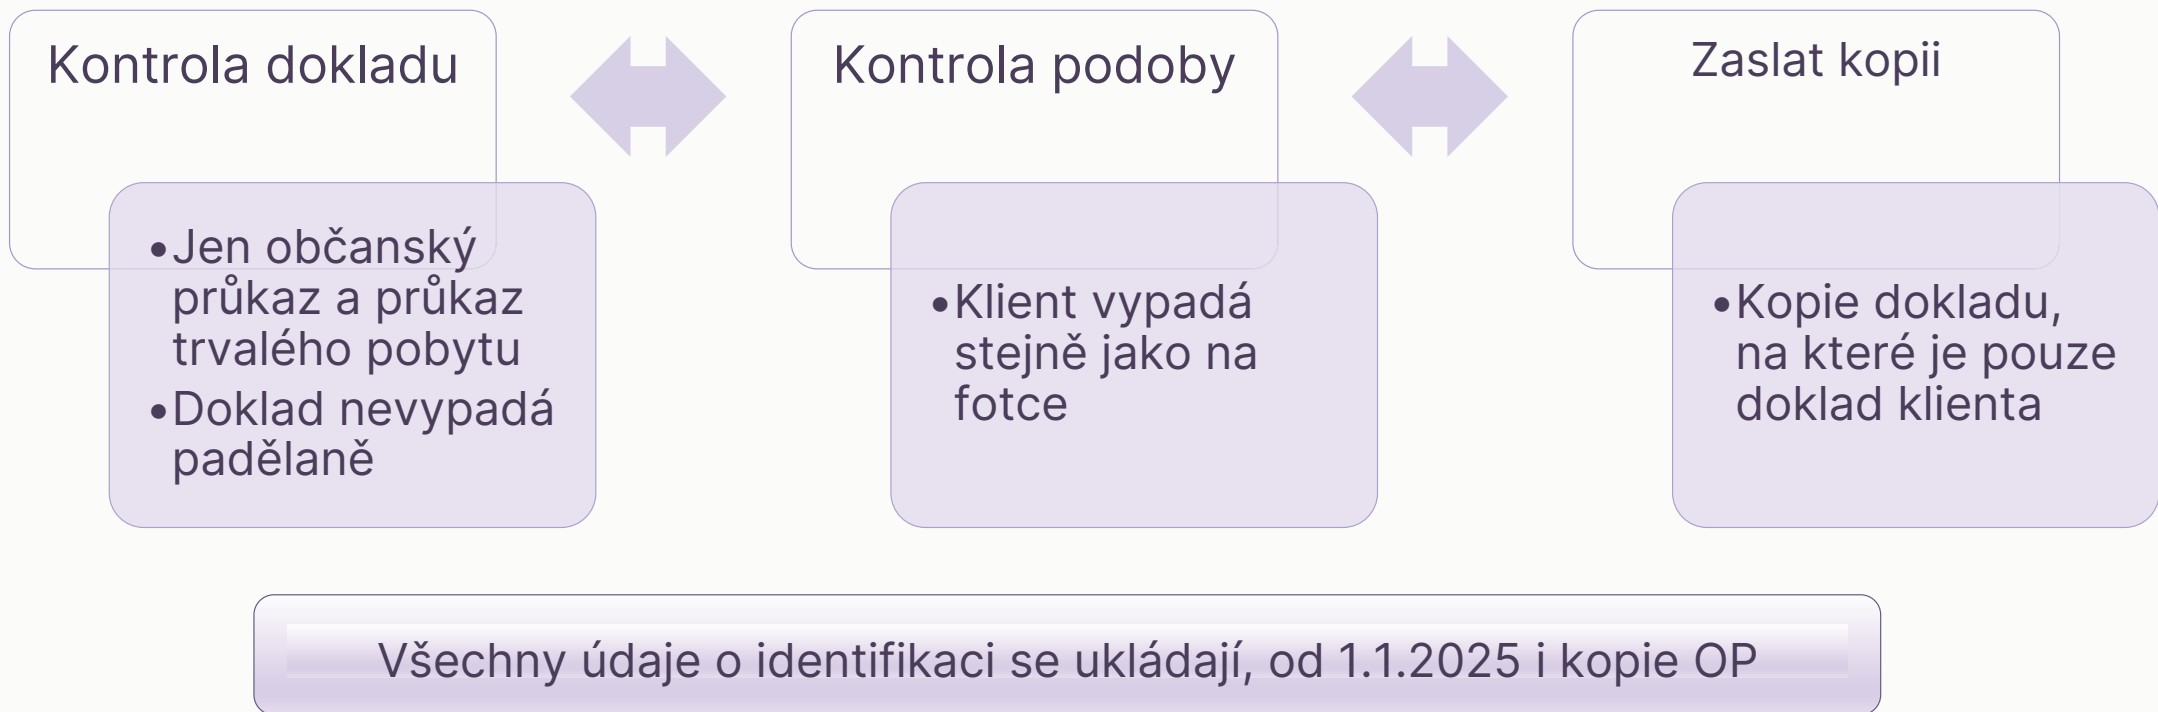 Kontrola dokladu
•Jen občanský
průkaz a průkaz
trvalého pobytu
•Doklad nevypadá
padělaně
Kontrola podoby
•Klient vypadá
stejně jako na
fotce
Zaslat kopii
•Kopie dokladu,
na které je pouze
doklad klienta
Všechny údaje o identifikaci se ukládají, od 1.1.2025 i kopie OP